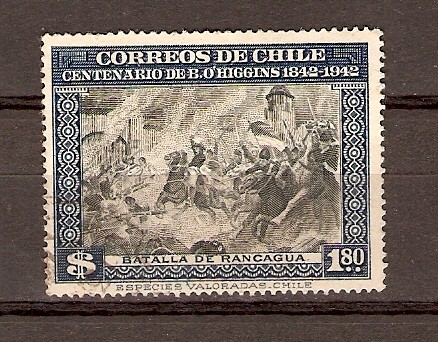 CORREOS DE CHILE
CENTENARIO DE B. O'HIGGINS 1842-1942
BATALLA DE RANCAGUA
$ 1.80
ESPECIES VALORADAS. CHILE